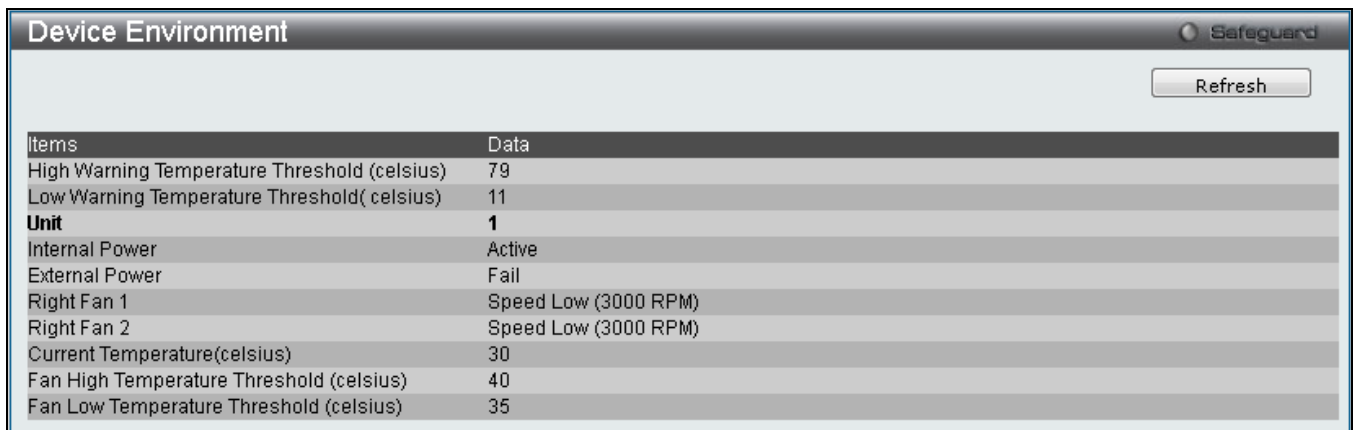 Device Environment
Safeguard
Refresh
Items Data
High Warning Temperature Threshold (celsius) 79
Low Warning Temperature Threshold( celsius) 11
Unit 1
Internal Power Active
External Power Fail
Right Fan 1 Speed Low (3000 RPM)
Right Fan 2 Speed Low (3000 RPM)
Current Temperature(celsius) 30
Fan High Temperature Threshold (celsius) 40
Fan Low Temperature Threshold (celsius) 35